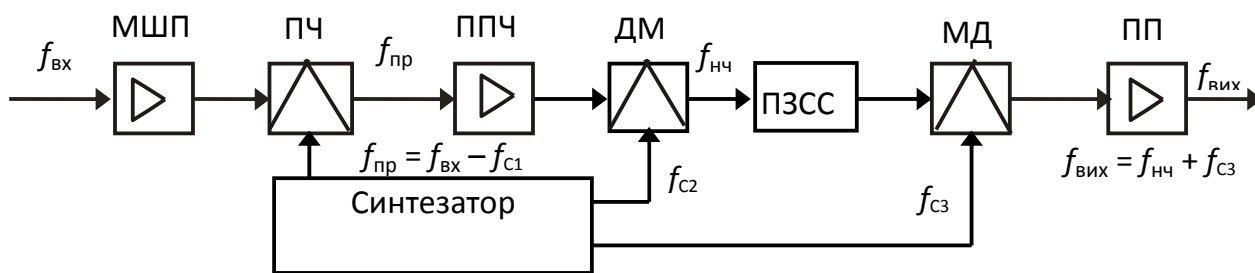 МШП ПЧ ППЧ ДМ МД ПП
fвх fпр fнч fвих
ПЗСС
fпр = fвх – fС1
fС2
fС3
fвих = fнч + fС3
Синтезатор